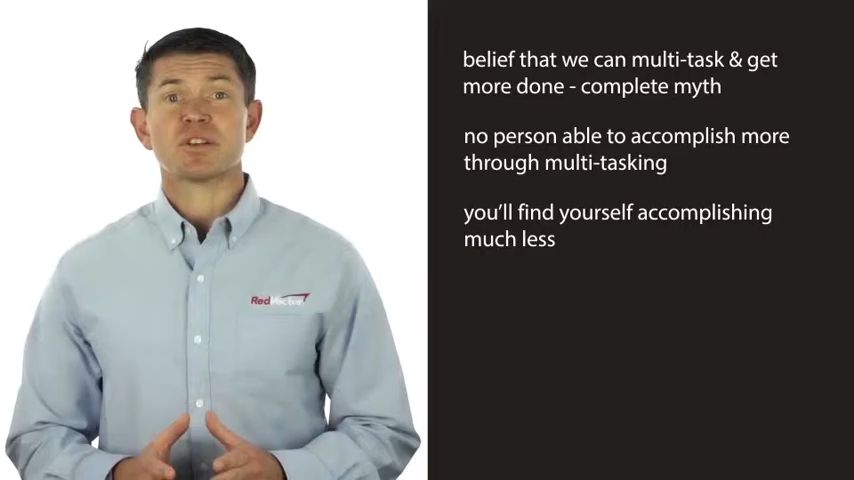 belief that we can multi-task & get
more done - complete myth
no person able to accomplish more
through multi-tasking
you'll find yourself accomplishing
much less
RedVector